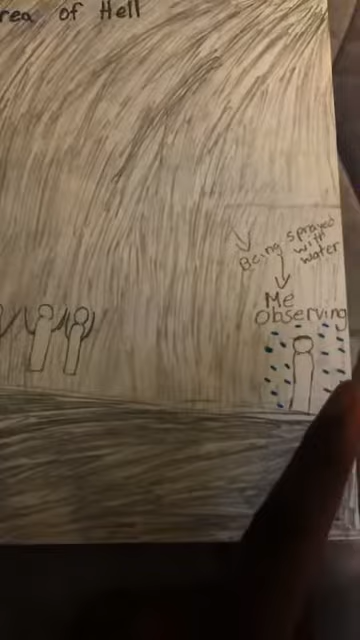 rea of Hell
Being sprayed
with
water
Me
Observing